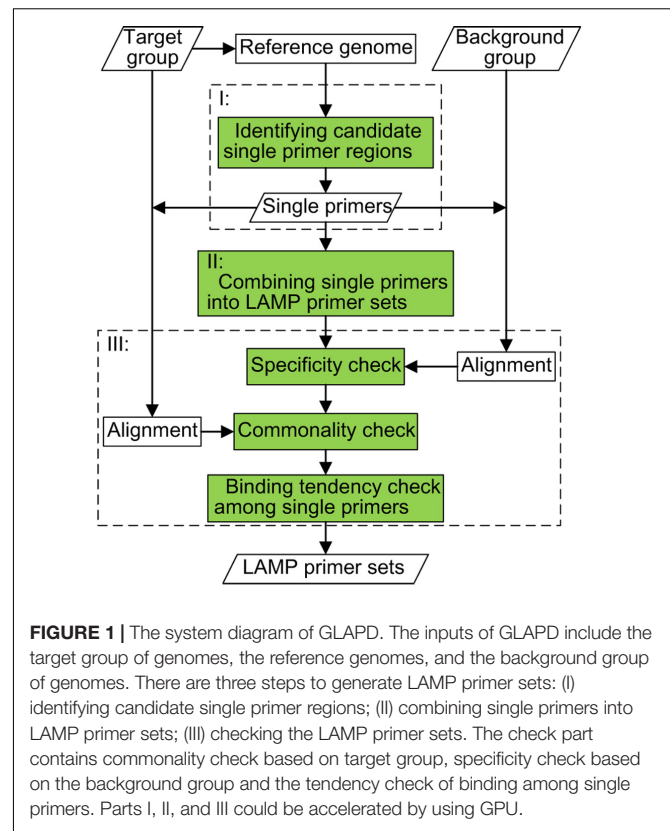 Target
group
Reference genome
Background
group
I:
Identifying candidate
single primer regions
Single primers
II:
Combining single primers
into LAMP primer sets
III:
Specificity check
Alignment
Alignment
Commonality check
Binding tendency check
among single primers
LAMP primer sets
FIGURE 1 | The system diagram of GLAPD. The inputs of GLAPD include the
target group of genomes, the reference genomes, and the background group
of genomes. There are three steps to generate LAMP primer sets: (I)
identifying candidate single primer regions; (II) combining single primers into
LAMP primer sets; (III) checking the LAMP primer sets. The check part
contains commonality check based on target group, specificity check based
on the background group and the tendency check of binding among single
primers. Parts I, II, and III could be accelerated by using GPU.